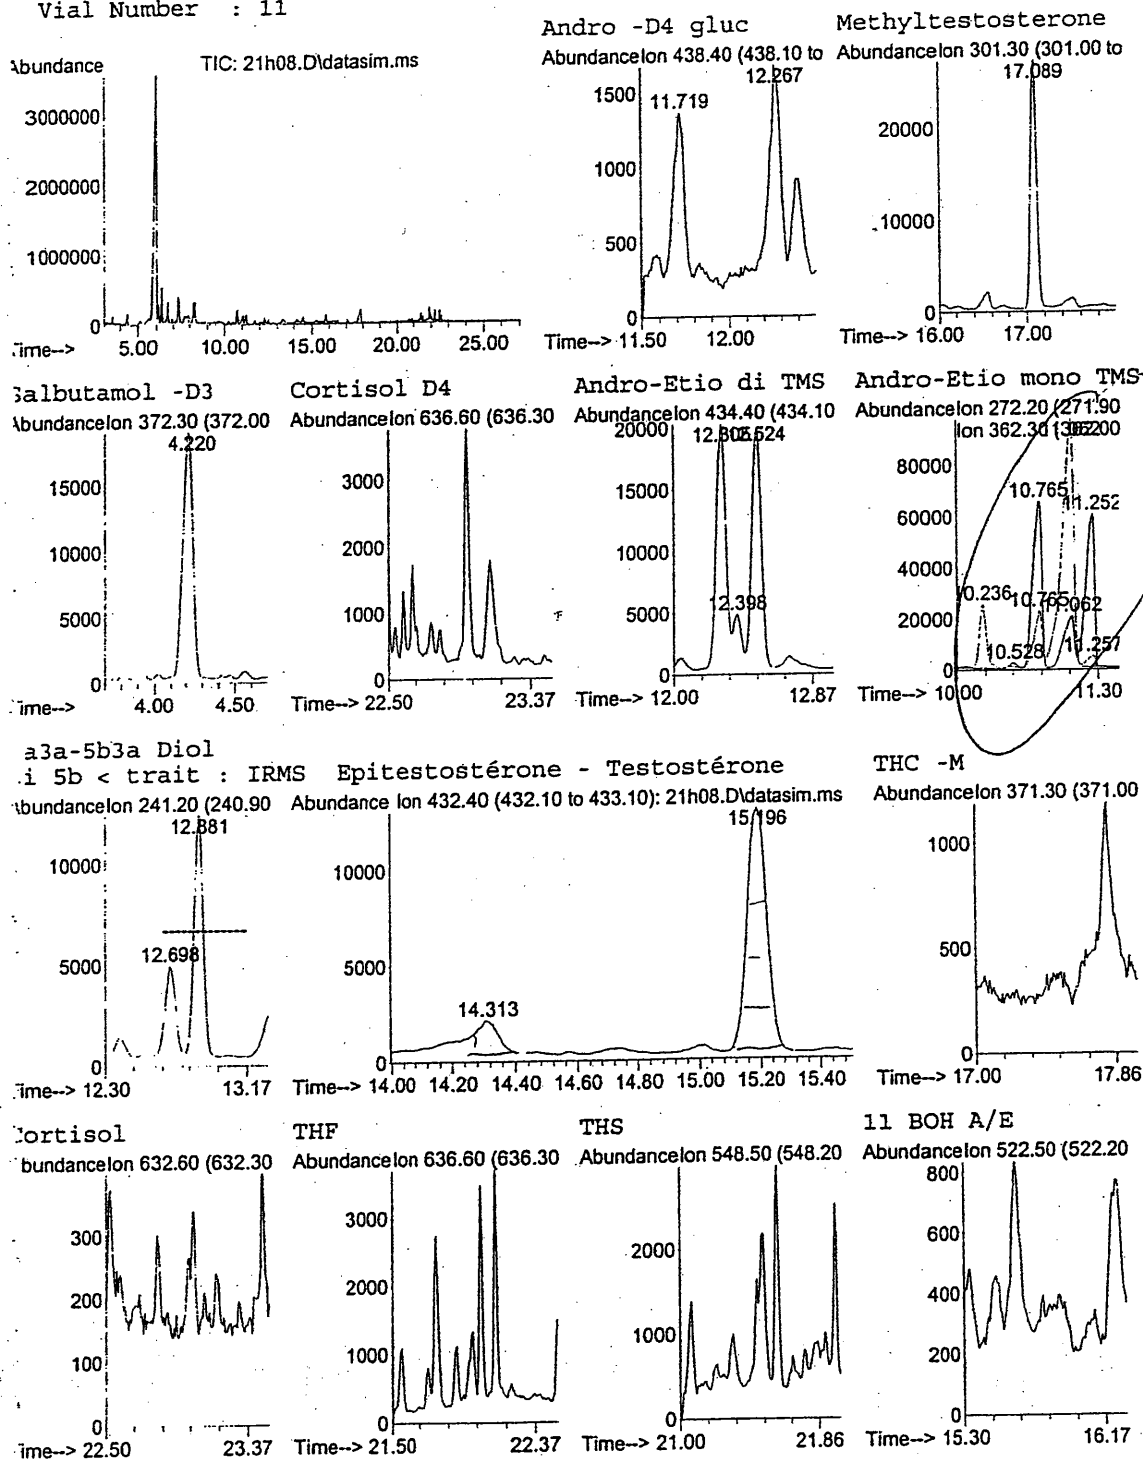 Vial Number : 11
Abundance
TIC: 21h08.D\datasim.ms
3000000
2000000
1000000
0
Time-->
5.00 10.00 15.00 20.00 25.00
Andro -D4 gluc
Abundance Ion 438.40 (438.10 to
12.267
11.719
1500
1000
500
0
Time--> 11.50 12.00
Methyltestosterone
Abundance Ion 301.30 (301.00 to
17.089
20000
10000
0
Time--> 16.00 17.00
Salbutamol -D3
Abundance Ion 372.30 (372.00
4.220
15000
10000
5000
0
Time--> 4.00 4.50
Cortisol D4
Abundance Ion 636.60 (636.30
3000
2000
1000
0
Time--> 22.50 23.37
Andro-Etio di TMS
Abundance Ion 434.40 (434.10
20000
12.524
15000
10000
12.398
5000
0
Time--> 12.00 12.87
Andro-Etio mono TMS
Abundance Ion 272.20 (271.90
Ion 362.30
80000
10.765
11.252
60000
40000
0.236
10.765
11.062
20000
10.528
11.257
0
10.00 11.30
a3a-5b3a Diol
i 5b < trait : IRMS
Abundance Ion 241.20 (240.90
12.881
10000
12.698
5000
0
Time--> 12.30 13.17
Epitestostérone - Testostérone
Abundance Ion 432.40 (432.10 to 433.10): 21h08.D\datasim.ms
15.196
10000
5000
14.313
0
Time--> 14.00 14.20 14.40 14.60 14.80 15.00 15.20 15.40
THC -M
Abundance Ion 371.30 (371.00
1000
500
0
Time--> 17.00 17.86
Cortisol
Abundance Ion 632.60 (632.30
300
200
100
0
Time--> 22.50 23.37
THF
Abundance Ion 636.60 (636.30
3000
2000
1000
0
Time--> 21.50 22.37
THS
Abundance Ion 548.50 (548.20
2000
1000
0
Time--> 21.00 21.86
11 BOH A/E
Abundance Ion 522.50 (522.20
800
600
400
200
0
Time--> 15.30 16.17